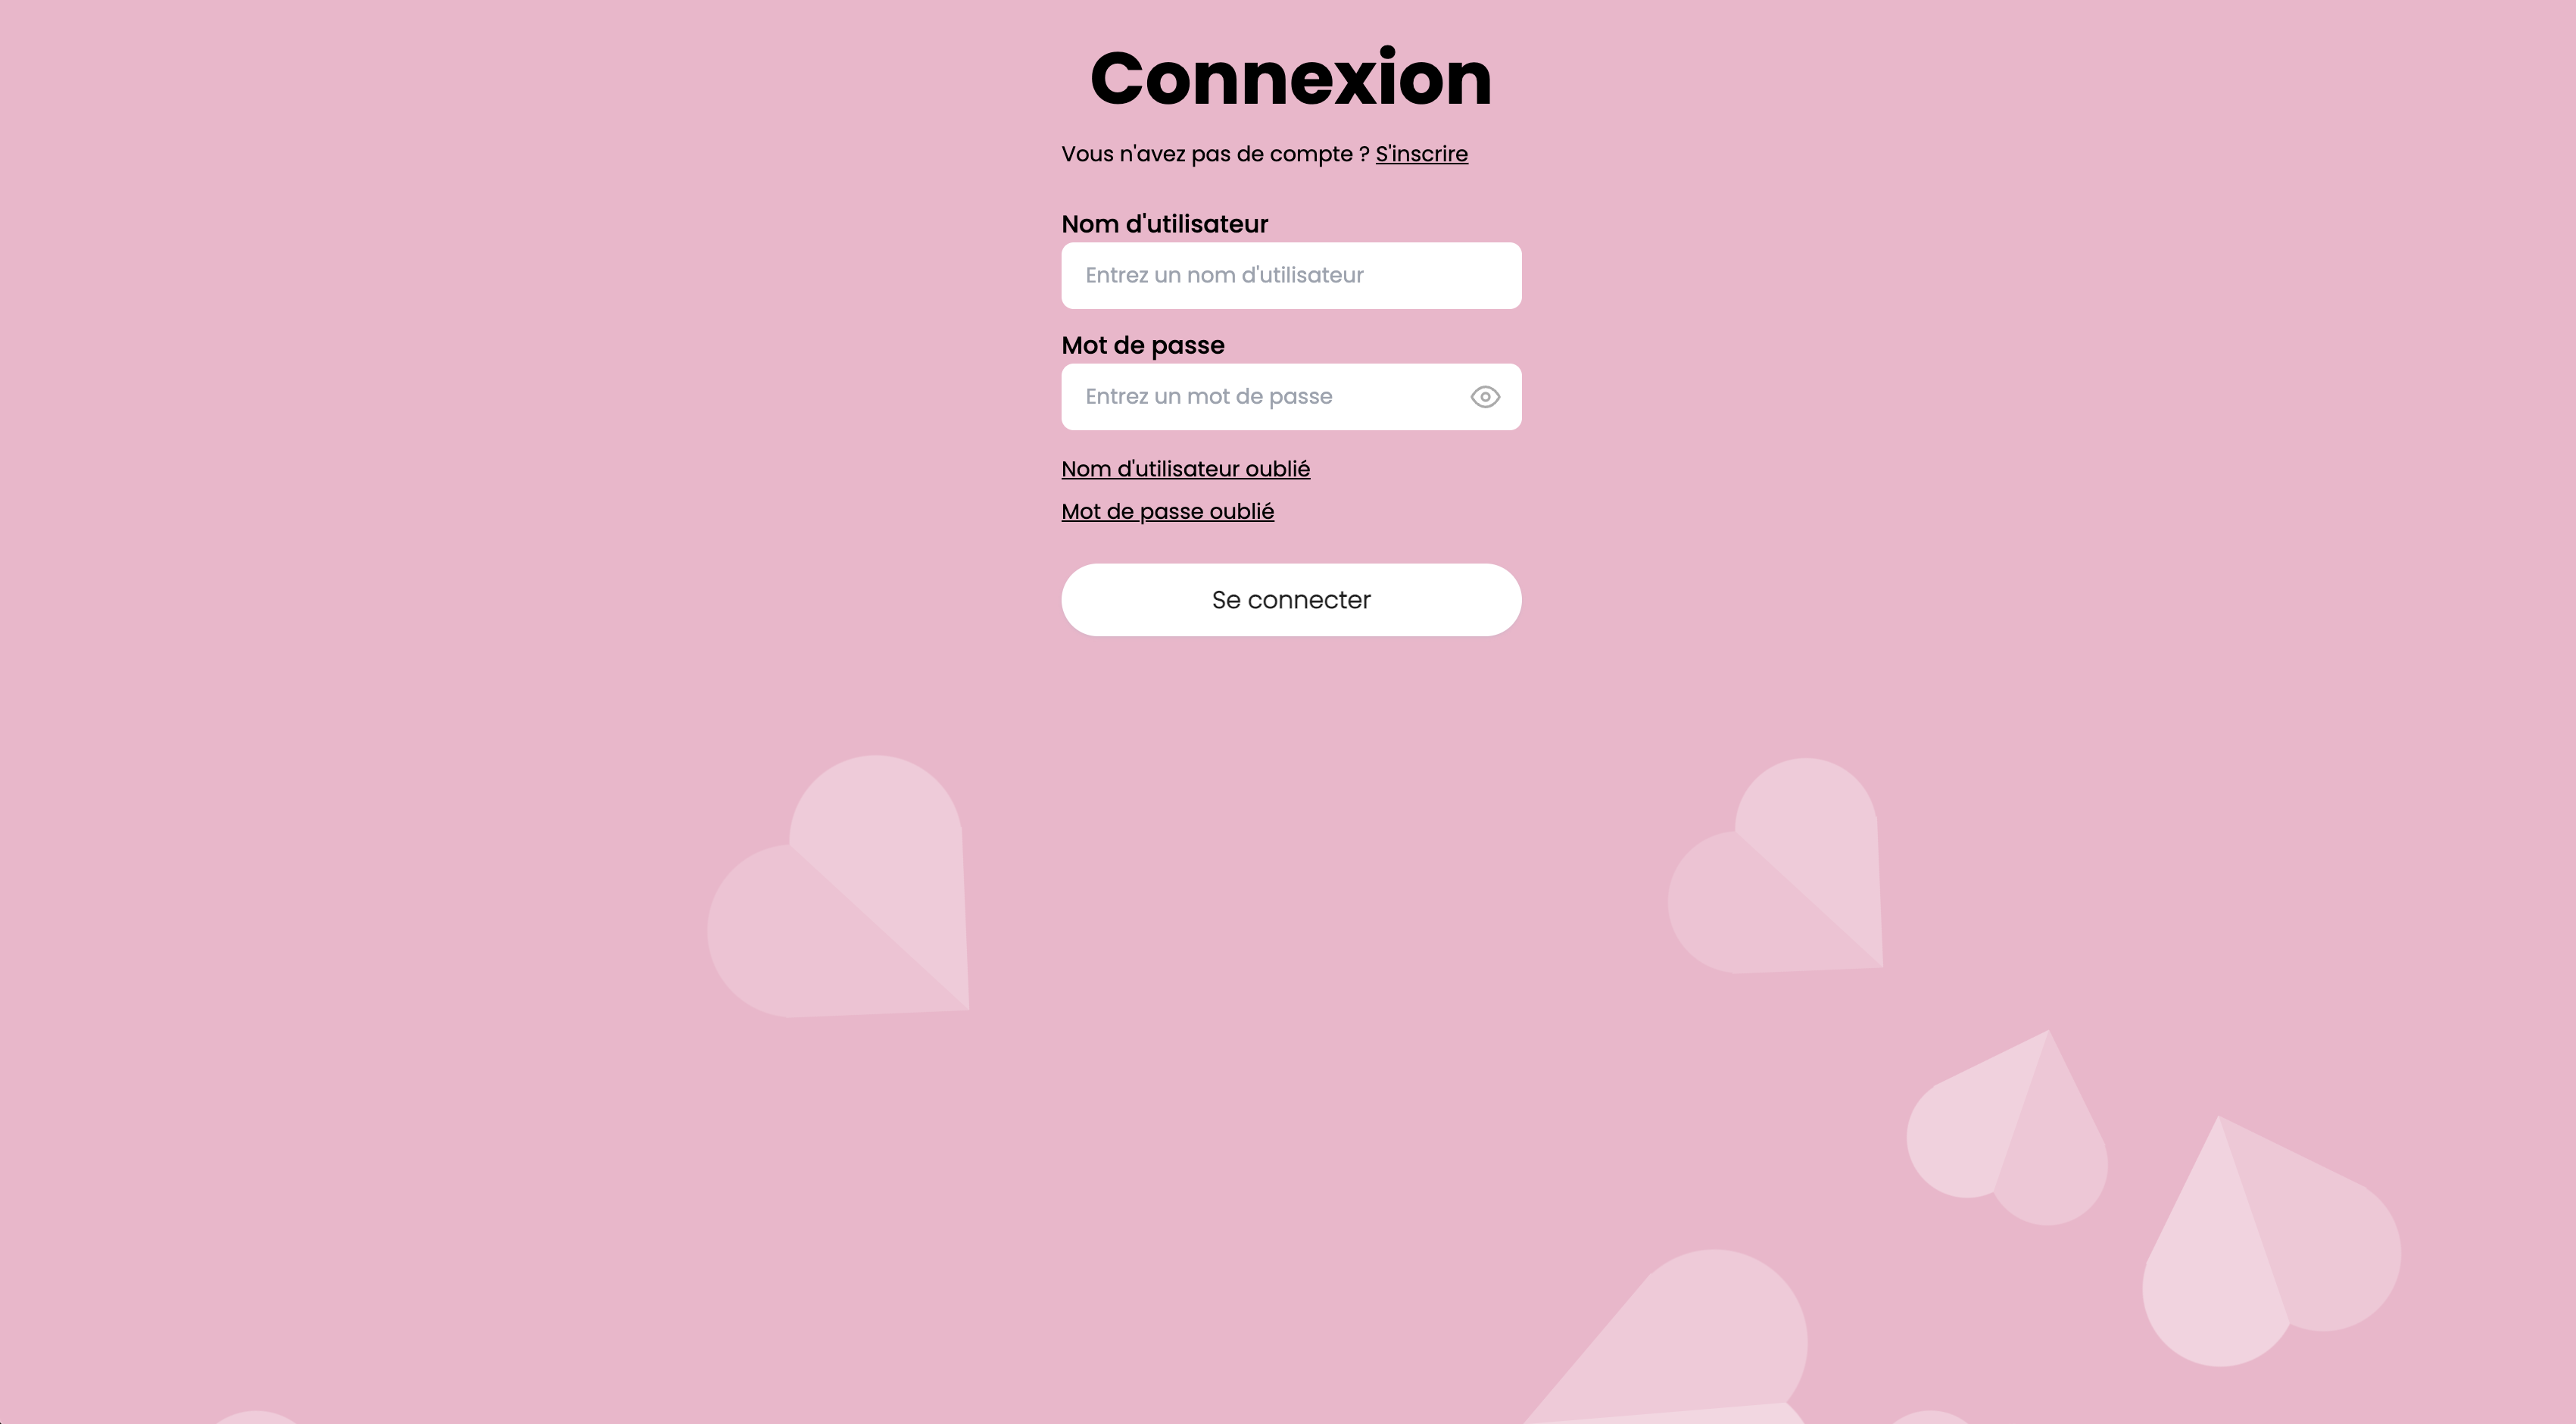 Connexion
Vous n'avez pas de compte ? S'inscrire
Nom d'utilisateur
Entrez un nom d'utilisateur
Mot de passe
Entrez un mot de passe
Nom d'utilisateur oublié
Mot de passe oublié
Se connecter